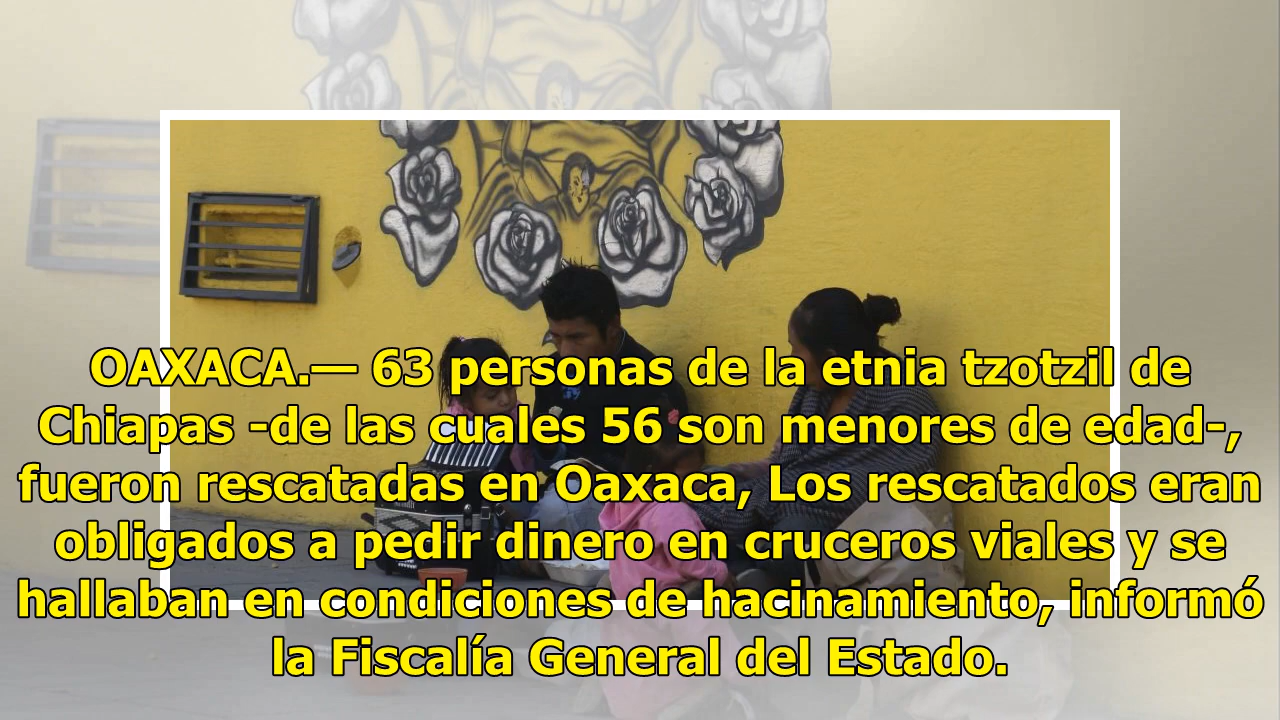 OAXACA.— 63 personas de la etnia tzotzil de
Chiapas -de las cuales 56 son menores de edad-,
fueron rescatadas en Oaxaca, Los rescatados eran
obligados a pedir dinero en cruceros viales y se
hallaban en condiciones de hacinamiento, informó
la Fiscalía General del Estado.